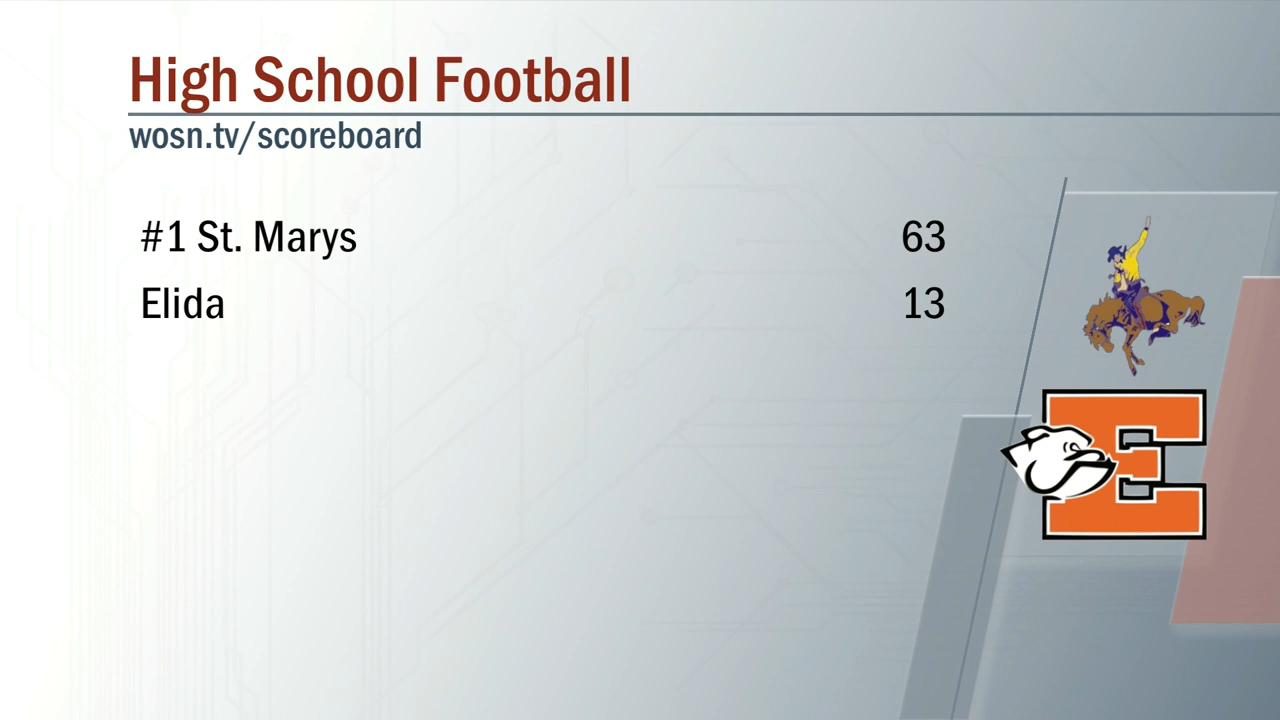 High School Football
wosn.tv/scoreboard
#1 St. Marys 63
Elida 13
E